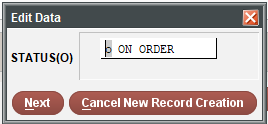 Edit Data
STATUS(O) o ON ORDER
Next Cancel New Record Creation